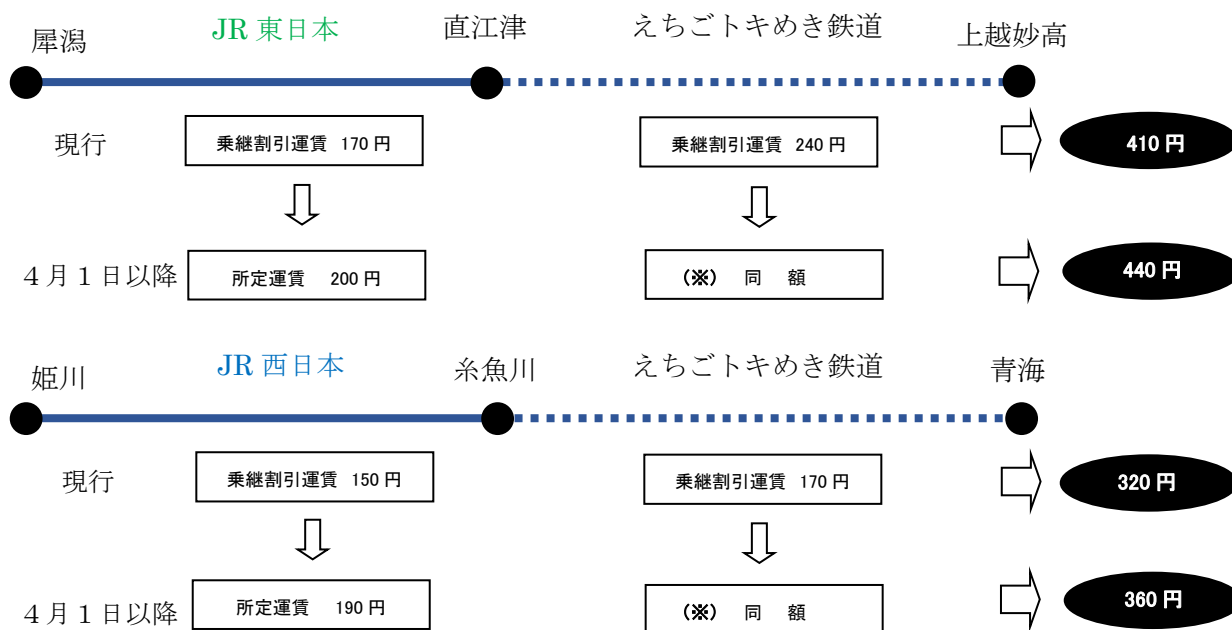 犀潟 JR 東日本 直江津 えちごトキめき鉄道 上越妙高
現行 乗継割引運賃 170 円 乗継割引運賃 240 円 410 円
4月1日以降 所定運賃 200 円 (※) 同 額 440 円
姫川 JR 西日本 糸魚川 えちごトキめき鉄道 青海
現行 乗継割引運賃 150 円 乗継割引運賃 170 円 320 円
4月1日以降 所定運賃 190 円 (※) 同 額 360 円